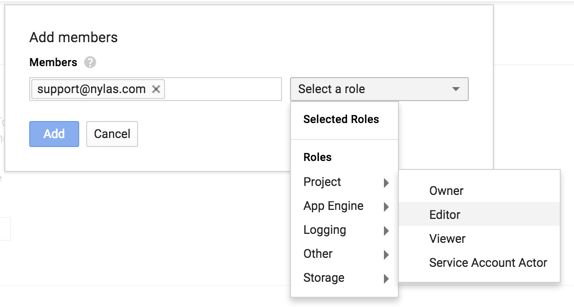 Add members
Members ?
support@nylas.com ×
Select a role
Add
Cancel
Selected Roles
Roles
Project
App Engine
Logging
Other
Storage
Owner
Editor
Viewer
Service Account Actor